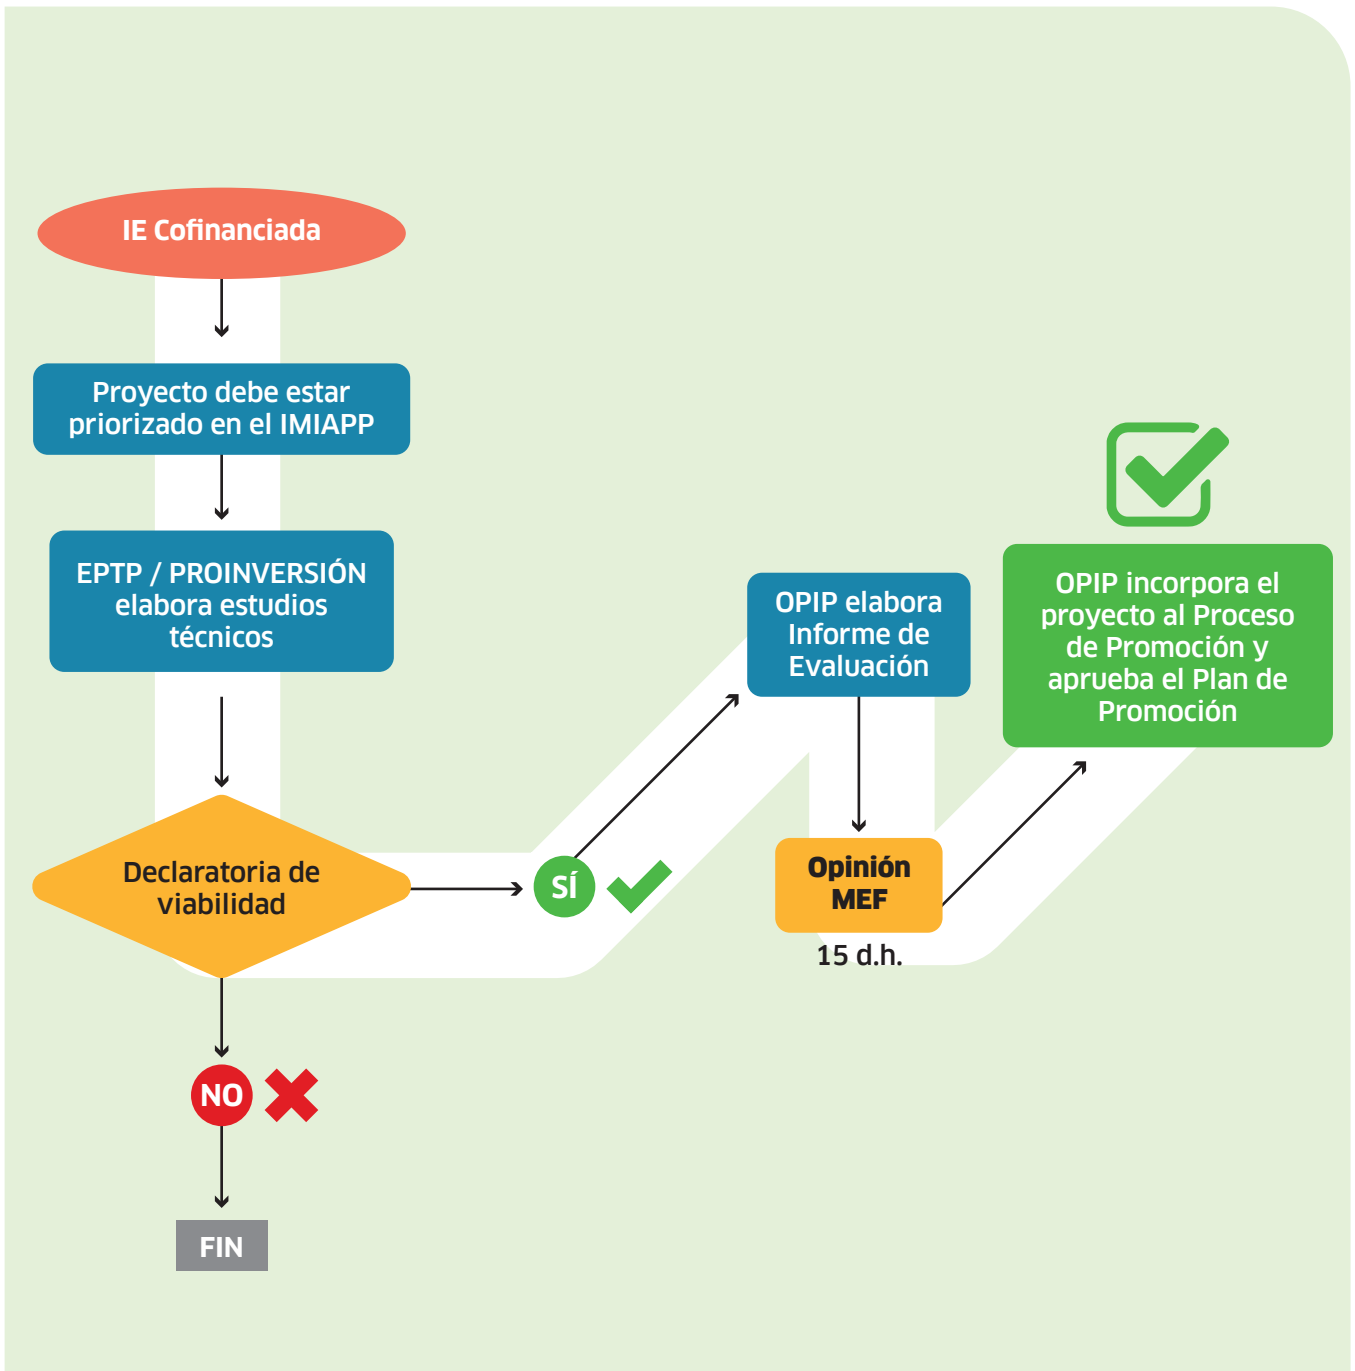 IE Cofinanciada
Proyecto debe estar
priorizado en el IMIAPP
EPTP / PROINVERSIÓN
elabora estudios
técnicos
Declaratoria de
viabilidad
NO
FIN
SÍ
OPIP elabora
Informe de
Evaluación
Opinión
MEF
15 d.h.
OPIP incorpora el
proyecto al Proceso
de Promoción y
aprueba el Plan de
Promoción